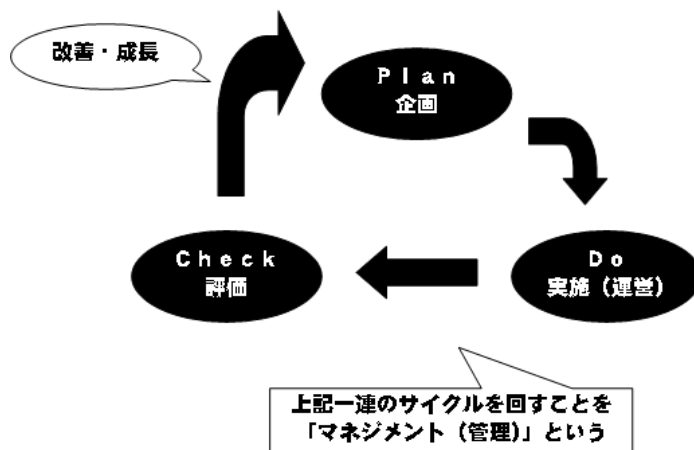 改善・成長
Ｐｌａｎ
企画
Ｃｈｅｃｋ
評価
Ｄｏ
実施（運営）
上記一連のサイクルを回すことを
「マネジメント（管理）」という